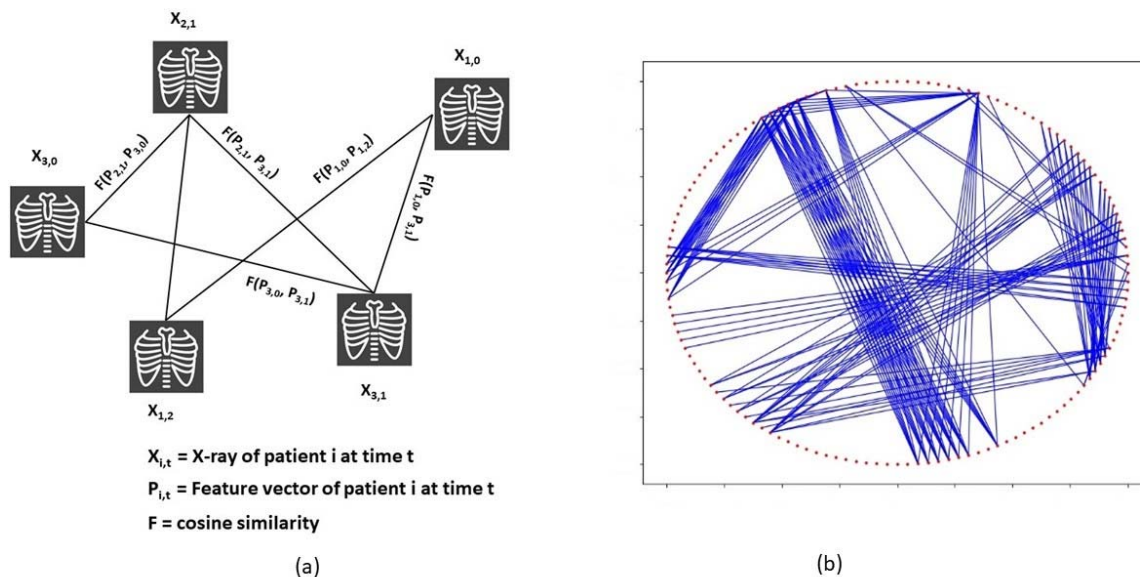 X2,1
X1,0
X3,0
F(P2,1, P3,0)
F(P2,1, P3,1)
F(P1,0, P1,2)
F(P1,0, P3,1)
F(P3,0, P3,1)
X1,2
X3,1
Xi,t = X-ray of patient i at time t
Pi,t = Feature vector of patient i at time t
F = cosine similarity
(a)
(b)